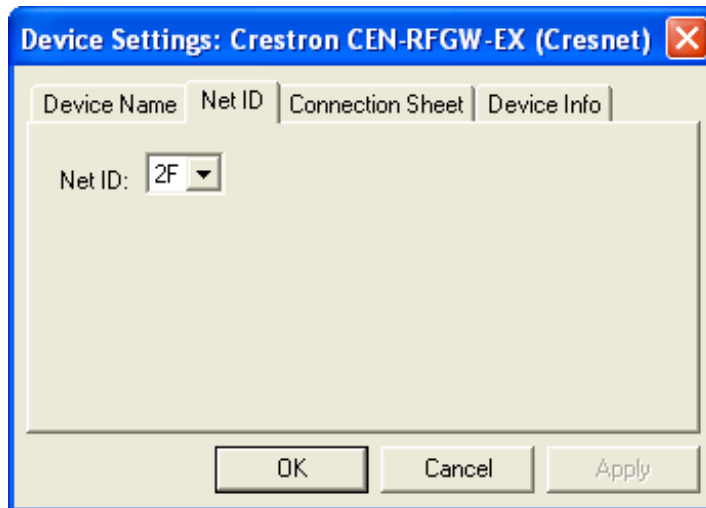 Device Settings: Crestron CEN-RFGW-EX (Cresnet)
Device Name Net ID Connection Sheet Device Info
Net ID: 2F
OK Cancel Apply